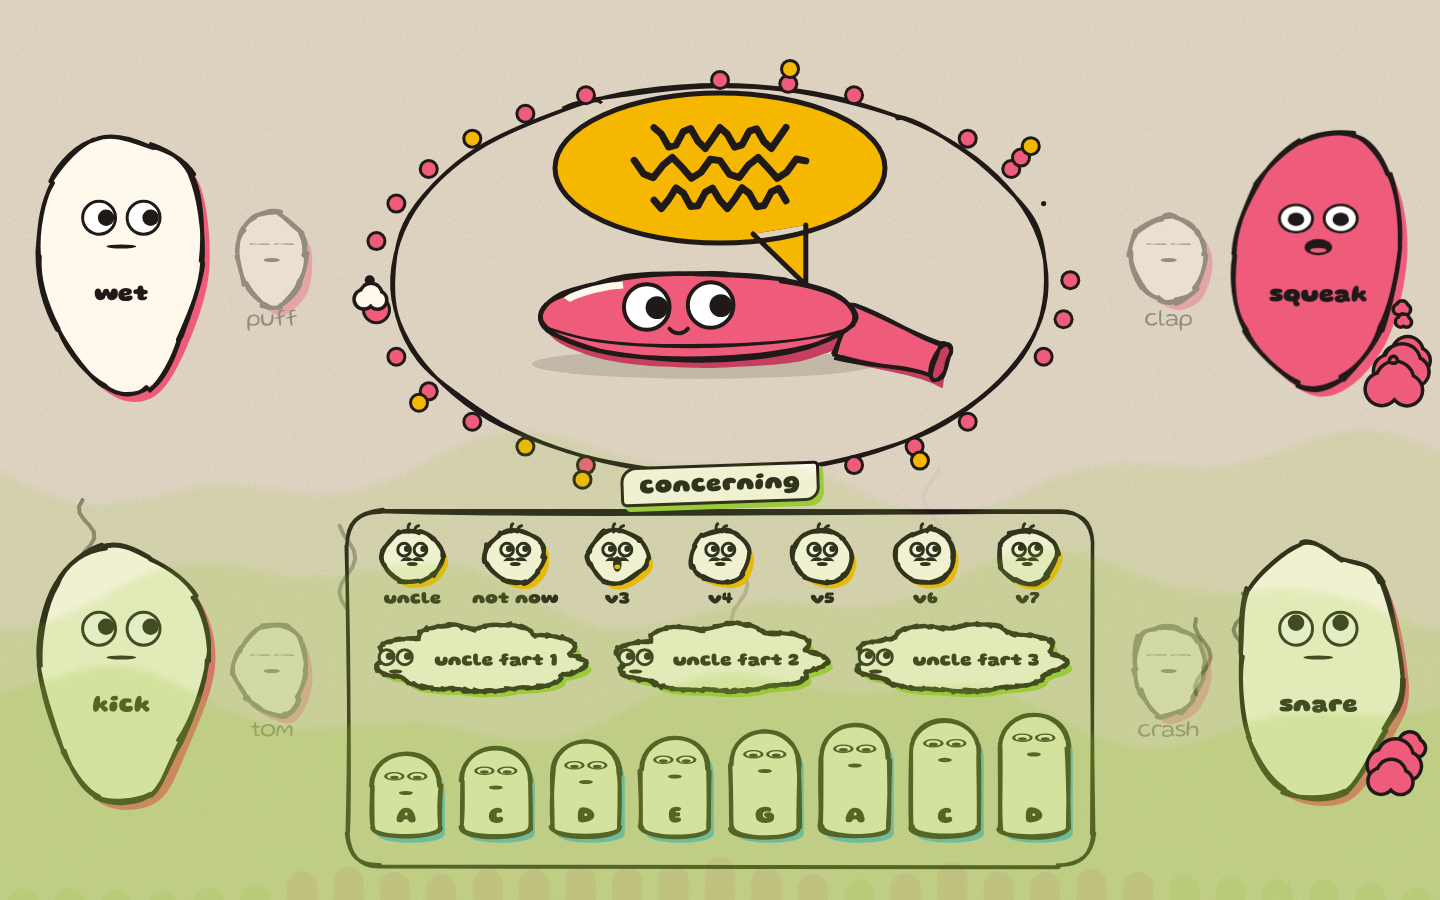 wet
puff
clap
squeak
concerning
uncle
not now
v3
v4
v5
v6
v7
uncle fart 1
uncle fart 2
uncle fart 3
kick
tom
crash
snare
A
C
D
E
G
A
C
D